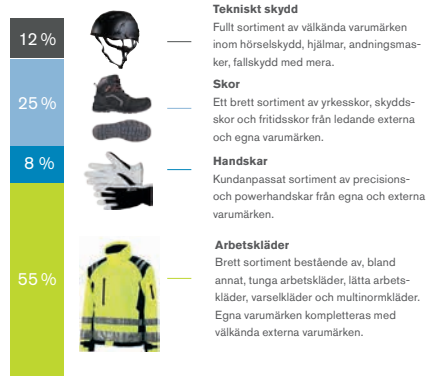 Tekniskt skydd
12 %
Fullt sortiment av välkända varumärken
inom hörselskydd, hjälmar, andningsmas-
ker, fallskydd med mera.
Skor
25 %
Ett brett sortiment av yrkesskor, skydds-
skor och fritidsskor från ledande externa
och egna varumärken.
Handskar
8 %
Kundanpassat sortiment av precisions-
och powerhandskar från egna och externa
varumärken.
Arbetskläder
55 %
Brett sortiment bestående av, bland
annat, tunga arbetskläder, lätta arbets-
kläder, varselkläder och multinormkläder.
Egna varumärken kompletteras med
välkända externa varumärken.